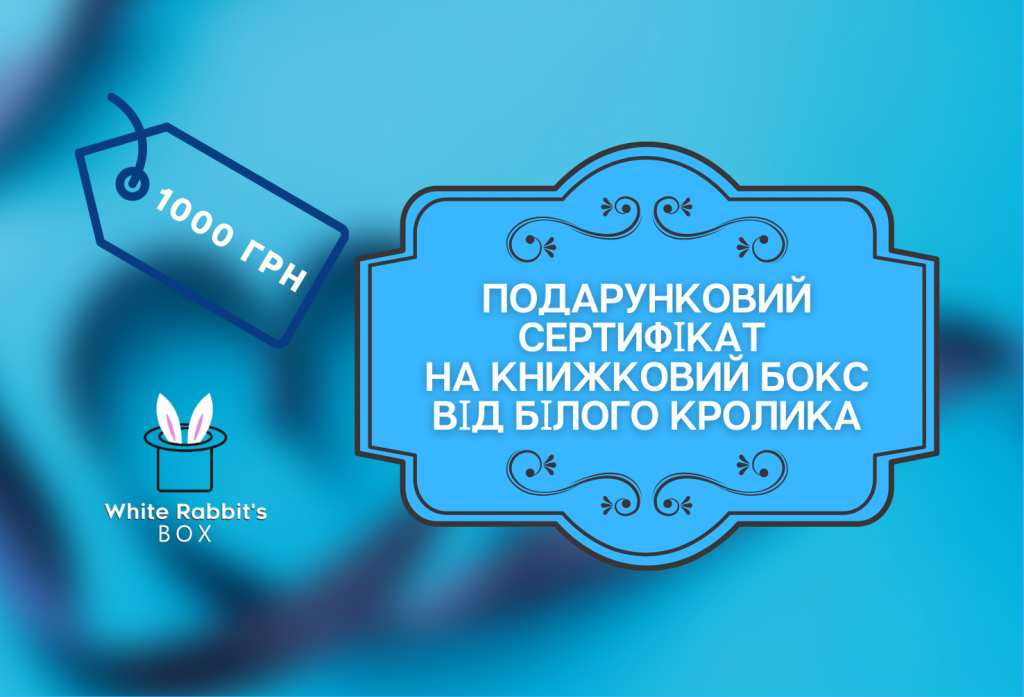 1000 ГРН
ПОДАРУНКОВИЙ
СЕРТИФІКАТ
НА КНИЖКОВИЙ БОКС
ВІД БІЛОГО КРОЛИКА
White Rabbit's
BOX